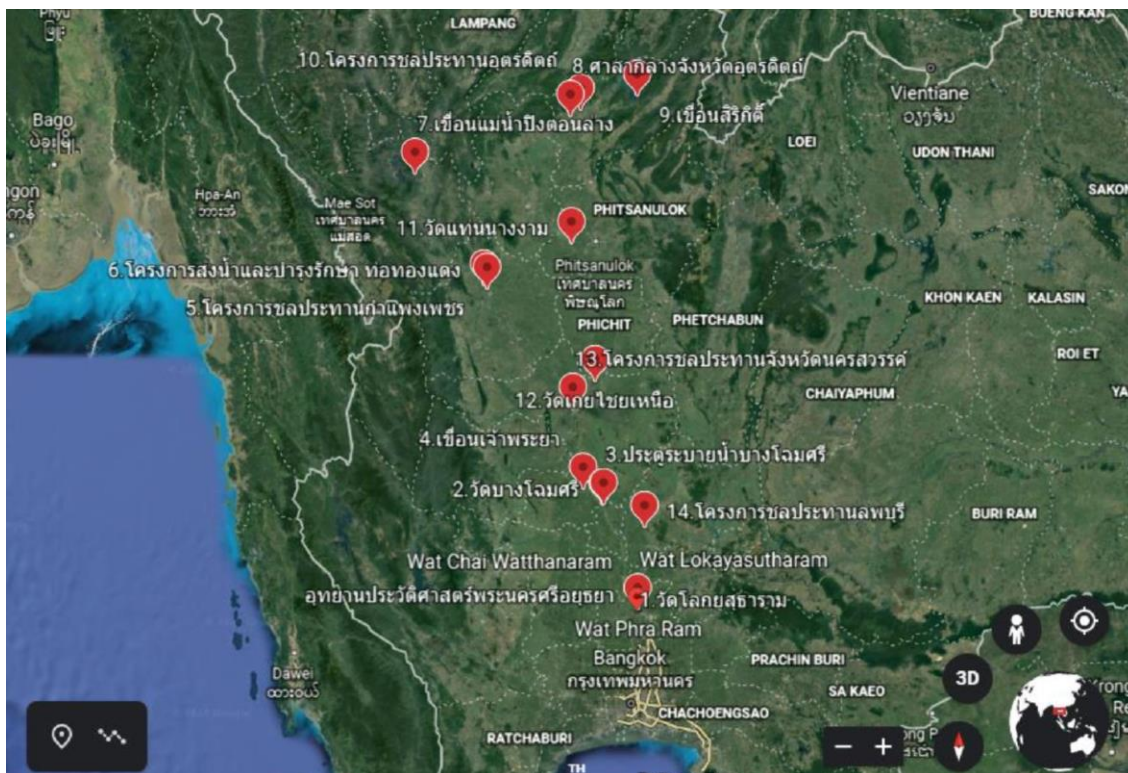 Phyu
ဖြူး
LAMPANG
BUENG KAN
10.โครงการชลประทานอุตรดิตถ์
8.ศาลากลางจังหวัดอุตรดิตถ์
Vientiane
ວຽງຈັນ
9.เขื่อนสิริกิติ์
7.เขื่อนแม่น้ำปิงตอนล่าง
Bago
ပဲခူးမြို့
LOEI
UDON THANI
Hpa-An
ဘားအံ
SAKOM
Mae Sot
เทศบาลนคร
แม่สอด
PHITSANULOK
11.วัดแท่นนางงาม
6.โครงการส่งน้ำและบำรุงรักษา ท่อทองแดง
Phitsanulok
เทศบาลนคร
พิษณุโลก
5.โครงการชลประทานกำแพงเพชร
KHON KAEN
KALASIN
PHICHIT
PHETCHABUN
13.โครงการชลประทานจังหวัดนครสวรรค์
ROI ET
CHAIYAPHUM
12.วัดเกยไชยเหนือ
4.เขื่อนเจ้าพระยา
3.ประตูระบายน้ำบางโฉมศรี
2.วัดบางโฉมศรี
14.โครงการชลประทานลพบุรี
BURI RAM
Wat Chai Watthanaram
Wat Lokayasutharam
อุทยานประวัติศาสตร์พระนครศรีอยุธยา
1.วัดโลกยสุธาราม
Wat Phra Ram
Bangkok
กรุงเทพมหานคร
PRACHIN BURI
Dawei
ထားဝယ်
3D
SA KAEO
CHACHOENGSAO
RATCHABURI
TH